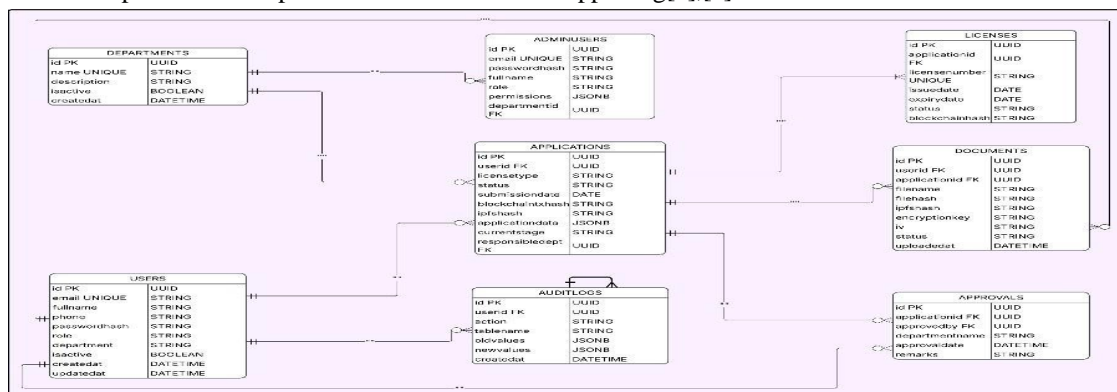 DEPARTMENTS
id PK UUID
name UNIQUE STRING
description STRING
isactive BOOLEAN
createdat DATETIME
ADMINUSERS
id PK UUID
email UNIQUE STRING
passwordhash STRING
fullname STRING
role STRING
permissions JSONB
departmentid FK UUID
LICENSES
id PK UUID
applicationid FK UUID
licensenumber UNIQUE STRING
issuedate DATE
expirydate DATE
status STRING
blockchainhash STRING
APPLICATIONS
id PK UUID
userid FK UUID
licensetype STRING
status STRING
submissiondate DATE
blockchaintxhash STRING
ipfshash STRING
applicationdata JSONB
currentstage STRING
responsibledept FK UUID
DOCUMENTS
id PK UUID
userid FK UUID
applicationid FK UUID
filename STRING
filehash STRING
ipfshash STRING
encryptionkey STRING
iv STRING
status STRING
uploadedat DATETIME
USERS
id PK UUID
email UNIQUE STRING
fullname STRING
phone STRING
passwordhash STRING
role STRING
department STRING
isactive BOOLEAN
createdat DATETIME
updatedat DATETIME
AUDITLOGS
id PK UUID
userid FK UUID
action STRING
tablename STRING
oldvalues JSONB
newvalues JSONB
createdat DATETIME
APPROVALS
id PK UUID
applicationid FK UUID
approvedby FK UUID
departmentname STRING
approvaldate DATETIME
remarks STRING